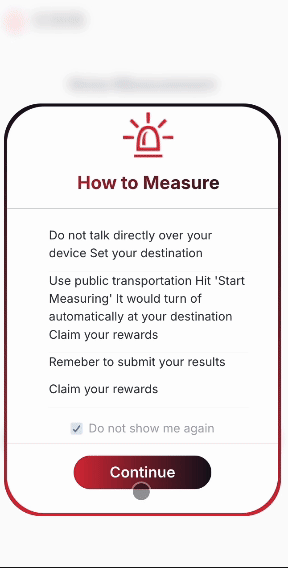 How to Measure
Do not talk directly over your
device Set your destination
Use public transportation Hit 'Start
Measuring' It would turn of
automatically at your destination
Claim your rewards
Remeber to submit your results
Claim your rewards
Do not show me again
Continue